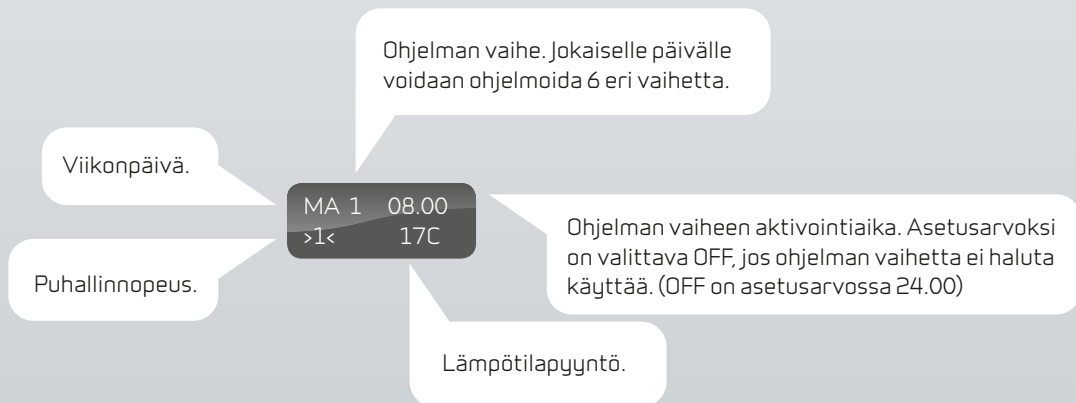 Ohjelman vaihe. Jokaiselle päivälle
voidaan ohjelmoida 6 eri vaihetta.
Viikonpäivä.
MA 1 08.00
>1< 17C
Ohjelman vaiheen aktivointiaika. Asetusarvoksi
on valittava OFF, jos ohjelman vaihetta ei haluta
käyttää. (OFF on asetusarvossa 24.00)
Puhallinnopeus.
Lämpötilapyyntö.